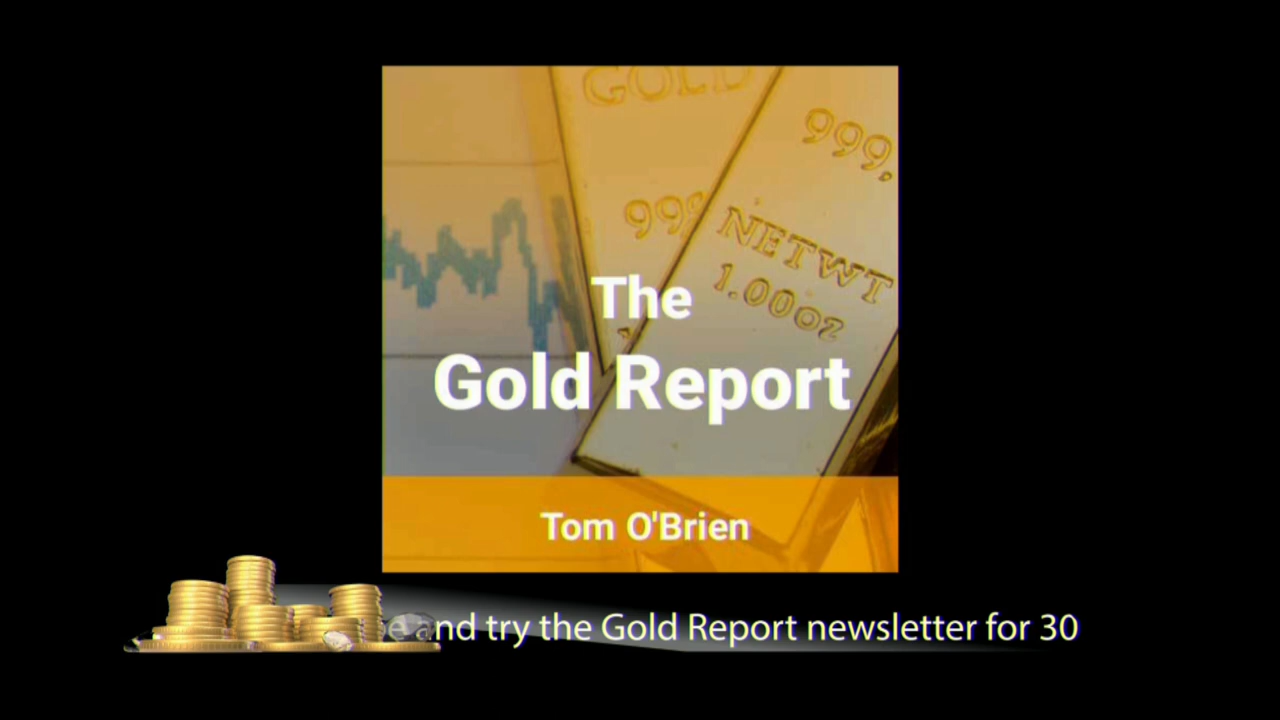 GOLD
999.
999
NETWT
1.00oz
The
Gold Report
Tom O'Brien
and try the Gold Report newsletter for 30